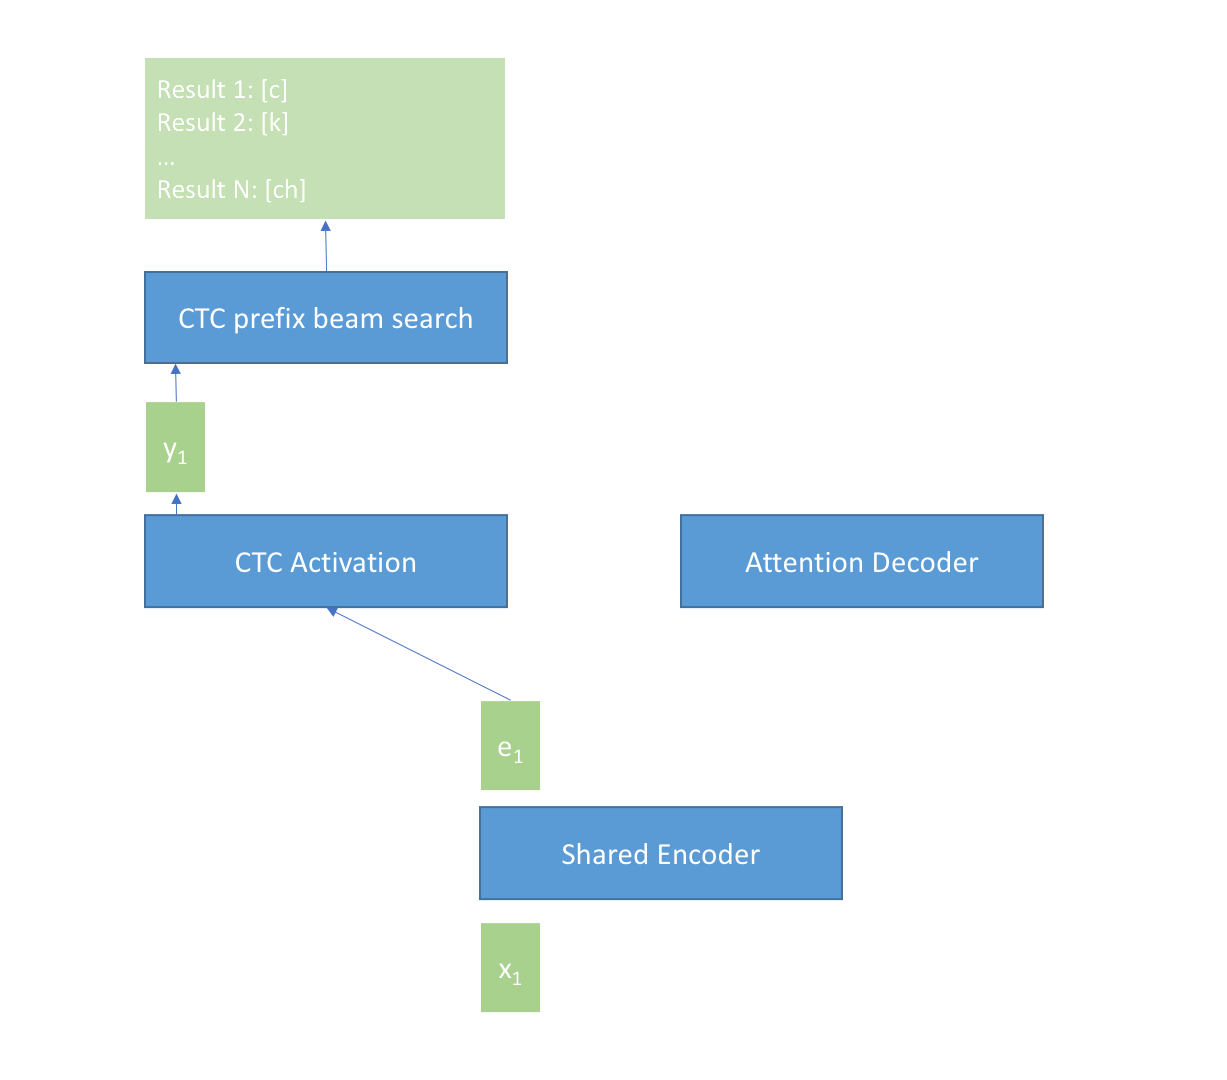 Result 1: [c]
Result 2: [k]
...
Result N: [ch]
CTC prefix beam search
y₁
CTC Activation
Attention Decoder
e₁
Shared Encoder
x₁